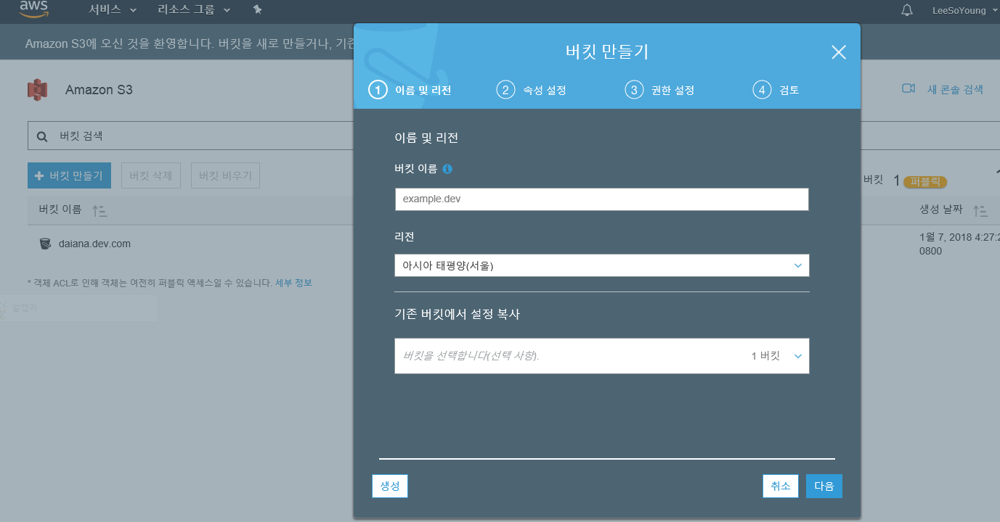 aws
서비스
리소스 그룹
LeeSoYoung
Amazon S3에 오신 것을 환영합니다. 버킷을 새로 만들거나, 기존
버킷 만들기
1 이름 및 리전
2 속성 설정
3 권한 설정
4 검토
Amazon S3
새 콘솔 검색
버킷 검색
버킷 만들기
버킷 삭제
버킷 비우기
버킷 1 퍼블릭
버킷 이름
생성 날짜
daiana.dev.com
1월 7, 2018 4:27:2
0800
* 객체 ACL로 인해 객체는 여전히 퍼블릭 액세스일 수 있습니다. 세부 정보
알캡처
이름 및 리전
버킷 이름
example.dev
리전
아시아 태평양(서울)
기존 버킷에서 설정 복사
버킷을 선택합니다(선택 사항).
1 버킷
생성
취소
다음